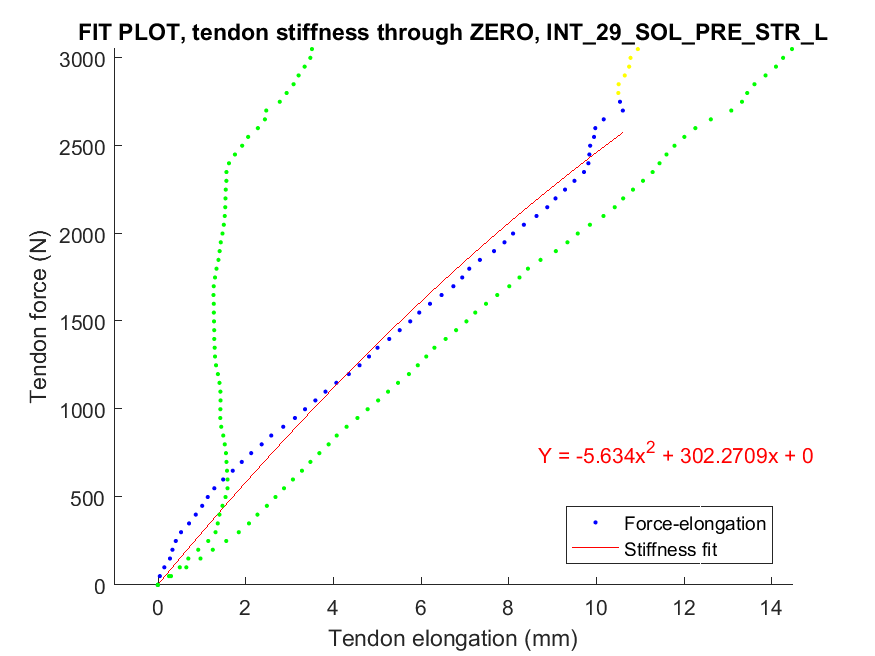 FIT PLOT, tendon stiffness through ZERO, INT_29_SOL_PRE_STR_L
3000
2500
2000
1500
1000
500
0
Tendon force (N)
Y = -5.634x² + 302.2709x + 0
Force-elongation
Stiffness fit
0 2 4 6 8 10 12 14
Tendon elongation (mm)